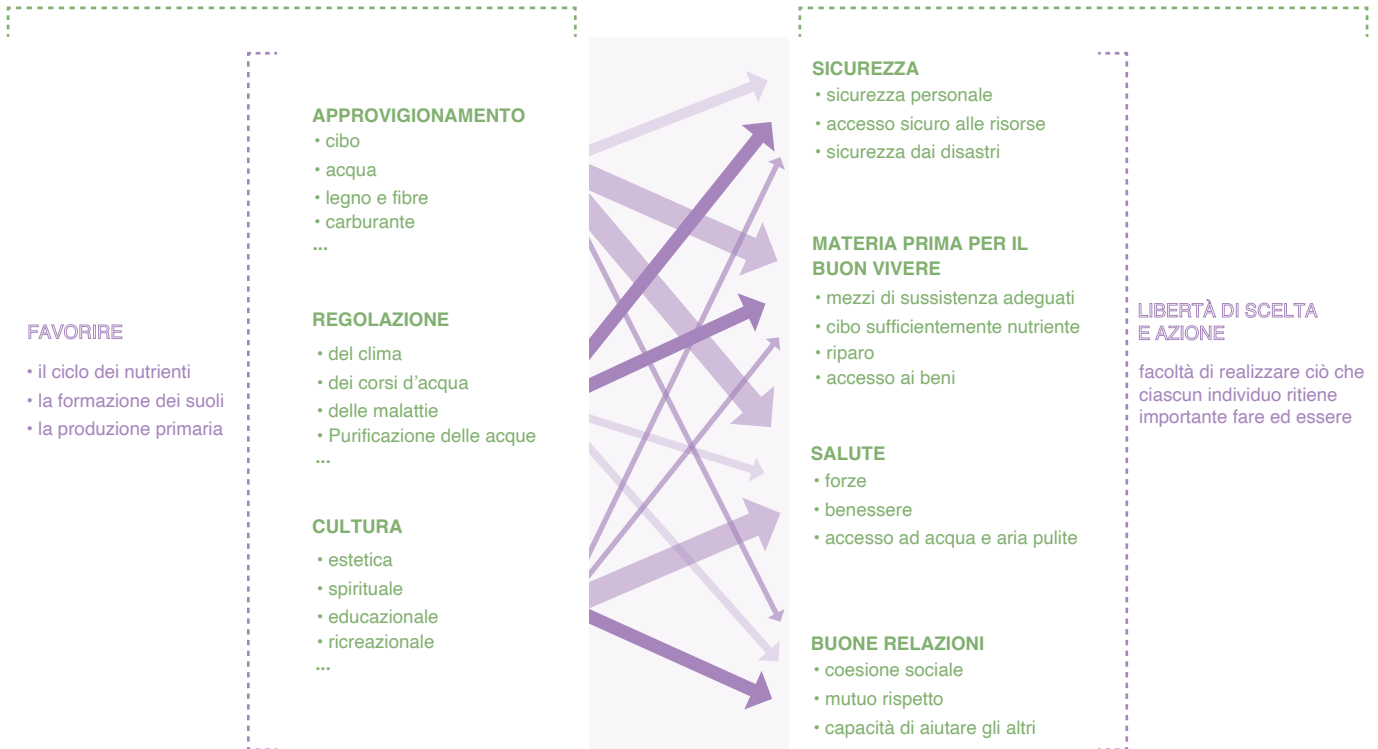 FAVORIRE
• il ciclo dei nutrienti
• la formazione dei suoli
• la produzione primaria
APPROVIGIONAMENTO
• cibo
• acqua
• legno e fibre
• carburante
...
REGOLAZIONE
• del clima
• dei corsi d'acqua
• delle malattie
• Purificazione delle acque
...
CULTURA
• estetica
• spirituale
• educazionale
• ricreazionale
...
SICUREZZA
• sicurezza personale
• accesso sicuro alle risorse
• sicurezza dai disastri
MATERIA PRIMA PER IL
BUON VIVERE
• mezzi di sussistenza adeguati
• cibo sufficientemente nutriente
• riparo
• accesso ai beni
SALUTE
• forze
• benessere
• accesso ad acqua e aria pulite
BUONE RELAZIONI
• coesione sociale
• mutuo rispetto
• capacità di aiutare gli altri
LIBERTÀ DI SCELTA
E AZIONE
facoltà di realizzare ciò che
ciascun individuo ritiene
importante fare ed essere